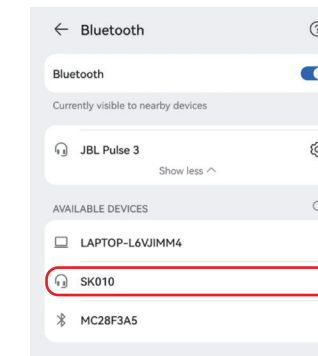 Bluetooth
Bluetooth
Currently visible to nearby devices
JBL Pulse 3
Show less
AVAILABLE DEVICES
LAPTOP-L6VJIMM4
SK010
MC28F3A5